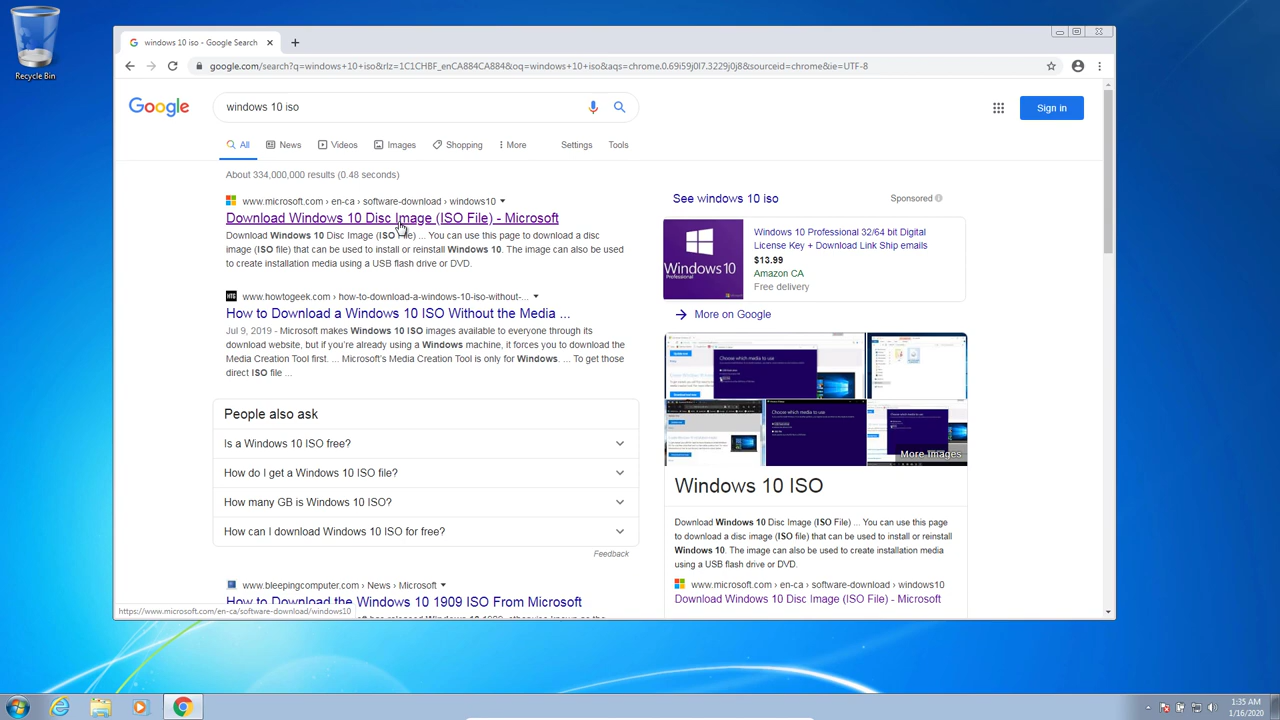 Recycle Bin
windows 10 iso - Google Search
google.com/search?q=windows+10+iso&rlz=1C1CHBF_enCA884CA884&oq=windows+10+iso&aqs=chrome.0.69i59j0l7.3229j0j8&sourceid=chrome&ie=UTF-8
Google
windows 10 iso
Sign in
All
News
Videos
Images
Shopping
More
Settings
Tools
About 334,000,000 results (0.48 seconds)
www.microsoft.com › en-ca › software-download › windows10
Download Windows 10 Disc Image (ISO File) - Microsoft
Download Windows 10 Disc Image (ISO File) ... You can use this page to download a disc
image (ISO file) that can be used to install or reinstall Windows 10. The image can also be used
to create installation media using a USB flash drive or DVD.
www.howtogeek.com › how-to-download-a-windows-10-iso-without-...
How to Download a Windows 10 ISO Without the Media ...
Jul 9, 2019 - Microsoft makes Windows 10 ISO images available to everyone through its
download website, but if you're already using a Windows machine, it forces you to download the
Media Creation Tool first. ... Microsoft's Media Creation Tool is only for Windows. ... To get those
direct ISO file ...
People also ask
Is a Windows 10 ISO free?
How do I get a Windows 10 ISO file?
How many GB is Windows 10 ISO?
How can I download Windows 10 ISO for free?
Feedback
www.bleepingcomputer.com › News › Microsoft
How to Download the Windows 10 1909 ISO From Microsoft
https://www.microsoft.com/en-ca/software-download/windows10
See windows 10 iso
Sponsored
Windows10
Windows 10 Professional 32/64 bit Digital
License Key + Download Link Ship emails
$13.99
Amazon CA
Free delivery
More on Google
Choose which media to use
Choose which media to use
More images
Windows 10 ISO
Download Windows 10 Disc Image (ISO File) ... You can use this page
to download a disc image (ISO file) that can be used to install or reinstall
Windows 10. The image can also be used to create installation media
using a USB flash drive or DVD.
www.microsoft.com › en-ca › software-download › windows10
Download Windows 10 Disc Image (ISO File) - Microsoft
1:35 AM
1/16/2020